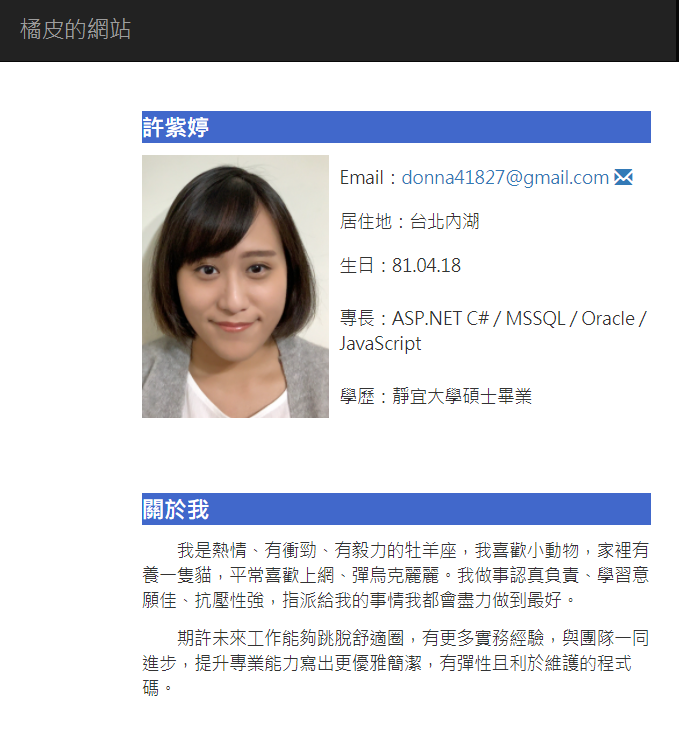 橘皮的網站
許紫婷
Email：donna41827@gmail.com
居住地：台北內湖
生日：81.04.18
專長：ASP.NET C# / MSSQL / Oracle /
JavaScript
學歷：靜宜大學碩士畢業
關於我
我是熱情、有衝勁、有毅力的牡羊座，我喜歡小動物，家裡有
養一隻貓，平常喜歡上網、彈烏克麗麗。我做事認真負責、學習意
願佳、抗壓性強，指派給我的事情我都會盡力做到最好。
期許未來工作能夠跳脫舒適圈，有更多實務經驗，與團隊一同
進步，提升專業能力寫出更優雅簡潔，有彈性且利於維護的程式
碼。